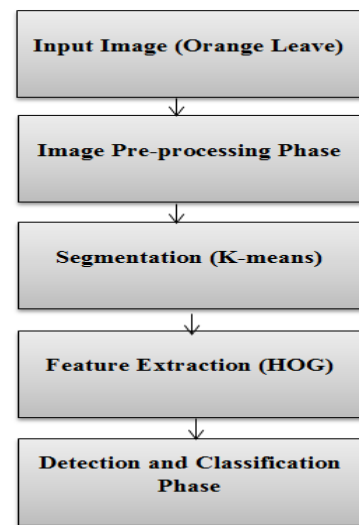 Input Image (Orange Leave)
Image Pre-processing Phase
Segmentation (K-means)
Feature Extraction (HOG)
Detection and Classification
Phase